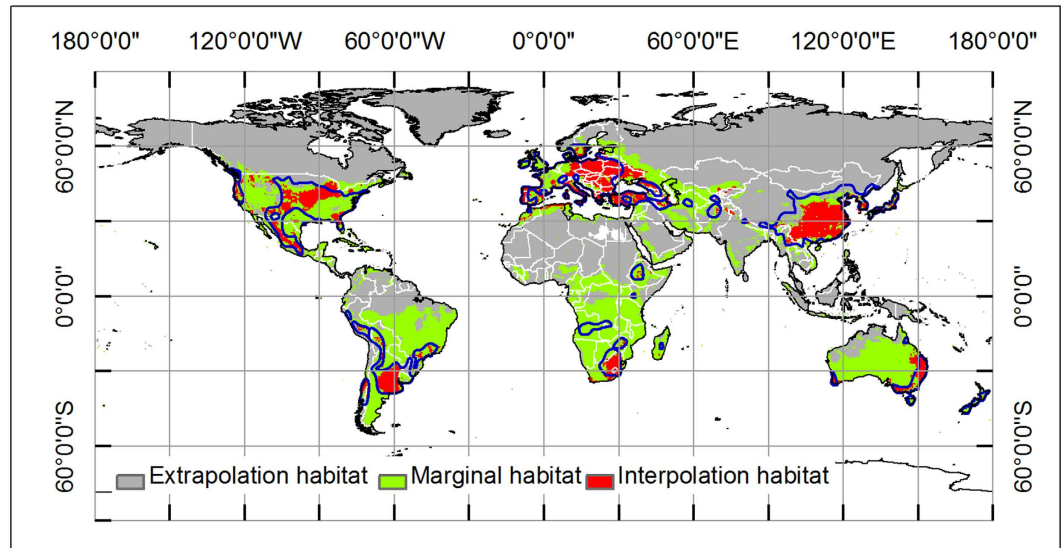 180°0'0" 120°0'0"W 60°0'0"W 0°0'0" 60°0'0"E 120°0'0"E 180°0'0"
60°0'0"N 60°0'0"N
0°0'0" 0°0'0"
60°0'0"S 60°0'0"S
Extrapolation habitat Marginal habitat Interpolation habitat